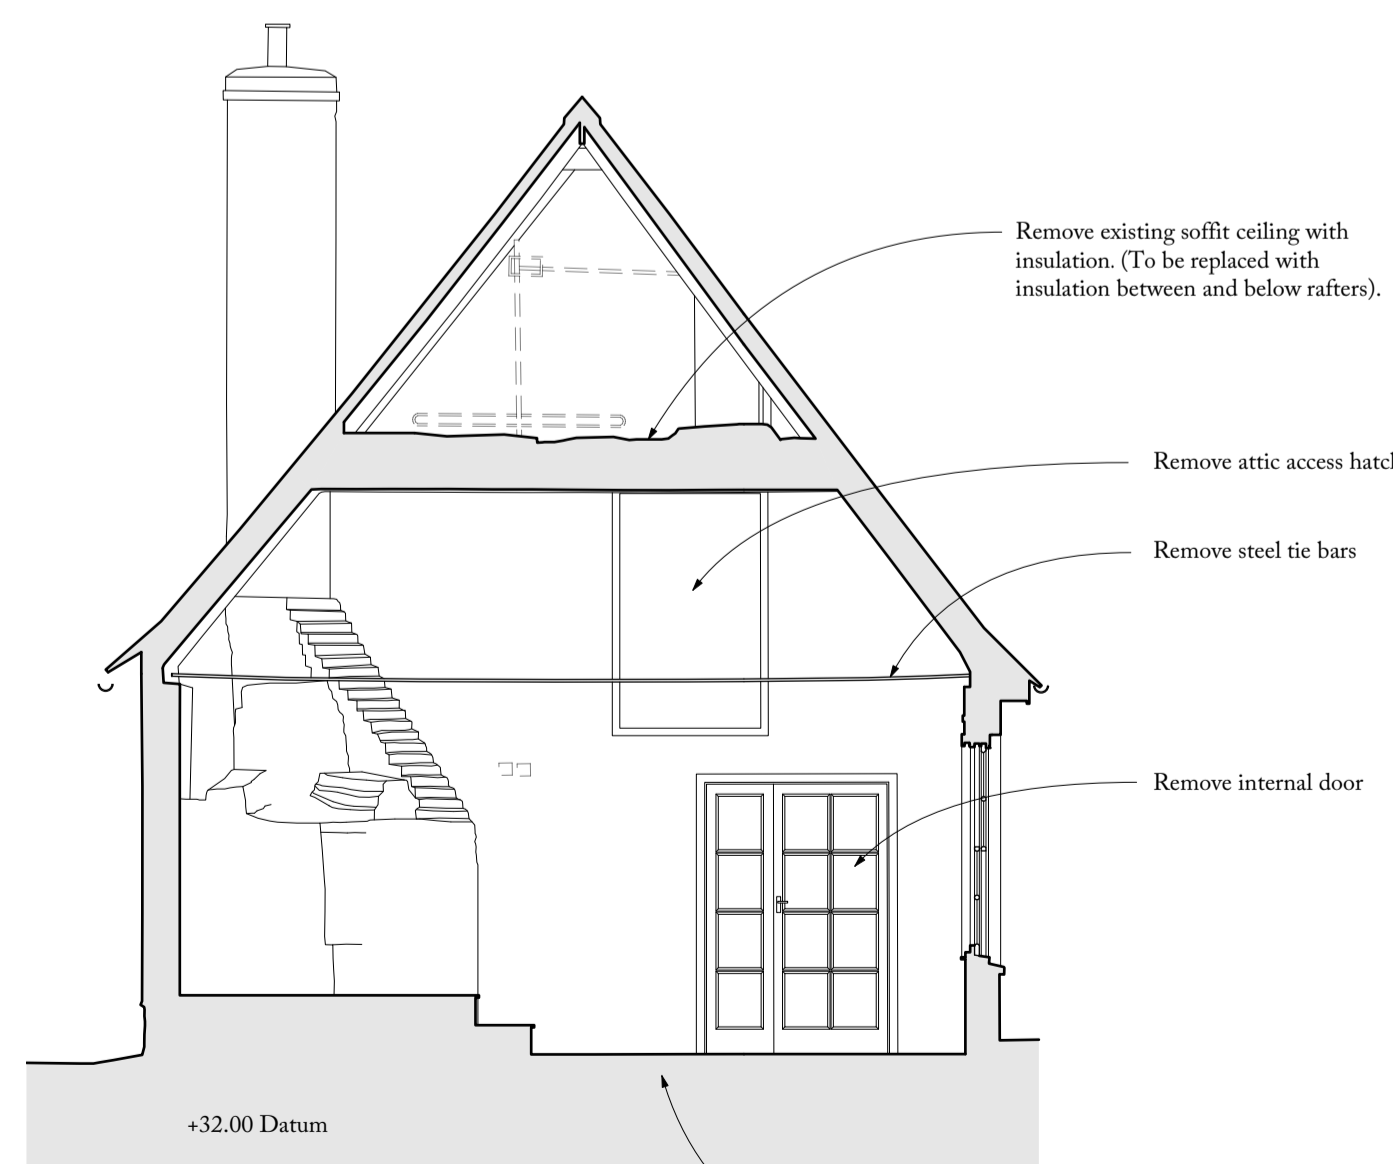 Remove existing soffit ceiling with
insulation. (To be replaced with
insulation between and below rafters).
Remove attic access hatch
Remove steel tie bars
Remove internal door
+32.00 Datum